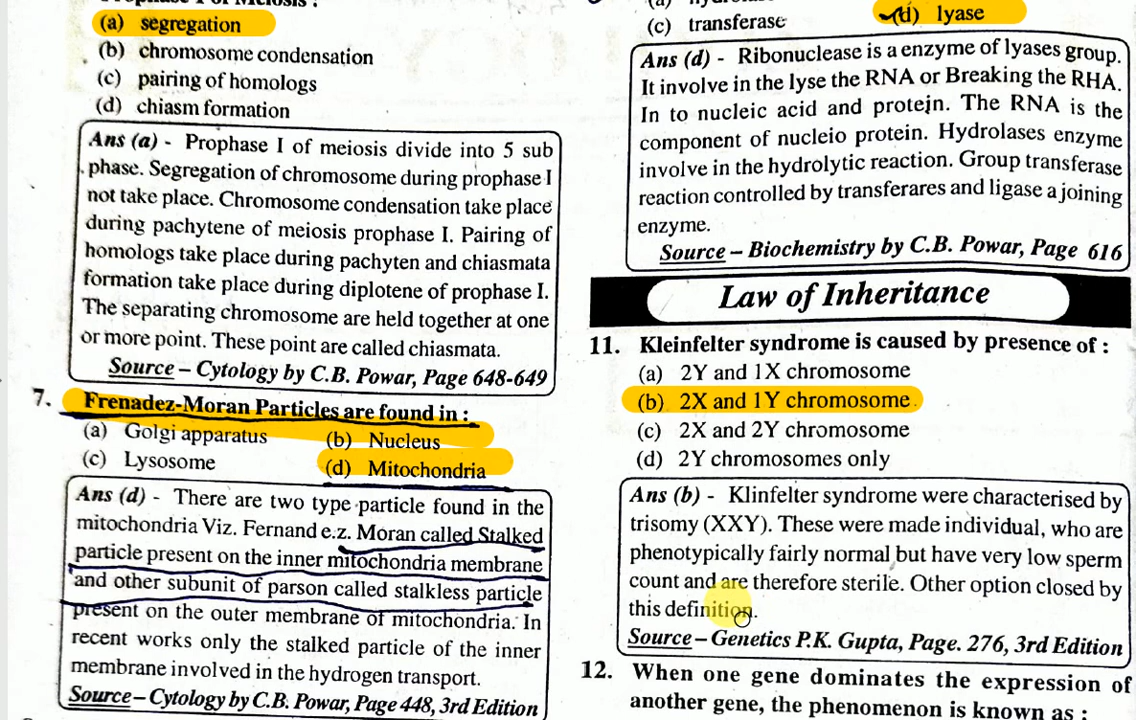 Prophase I of Meiosis :
(a) segregation
(b) chromosome condensation
(c) pairing of homologs
(d) chiasm formation
Ans (a) - Prophase I of meiosis divide into 5 sub
phase. Segregation of chromosome during prophase I
not take place. Chromosome condensation take place
during pachytene of meiosis prophase I. Pairing of
homologs take place during pachyten and chiasmata
formation take place during diplotene of prophase I.
The separating chromosome are held together at one
or more point. These point are called chiasmata.
Source – Cytology by C.B. Powar, Page 648-649
7. Frenadez-Moran Particles are found in :
(a) Golgi apparatus (b) Nucleus
(c) Lysosome (d) Mitochondria
Ans (d) - There are two type particle found in the
mitochondria Viz. Fernand e.z. Moran called Stalked
particle present on the inner mitochondria membrane
and other subunit of parson called stalkless particle
present on the outer membrane of mitochondria. In
recent works only the stalked particle of the inner
membrane involved in the hydrogen transport.
Source – Cytology by C.B. Powar, Page 448, 3rd Edition
(c) transferase (d) lyase
Ans (d) - Ribonuclease is a enzyme of lyases group.
It involve in the lyse the RNA or Breaking the RHA.
In to nucleic acid and protejn. The RNA is the
component of nucleio protein. Hydrolases enzyme
involve in the hydrolytic reaction. Group transferase
reaction controlled by transferares and ligase a joining
enzyme.
Source – Biochemistry by C.B. Powar, Page 616
Law of Inheritance
11. Kleinfelter syndrome is caused by presence of :
(a) 2Y and 1X chromosome
(b) 2X and 1Y chromosome
(c) 2X and 2Y chromosome
(d) 2Y chromosomes only
Ans (b) - Klinfelter syndrome were characterised by
trisomy (XXY). These were made individual, who are
phenotypically fairly normal but have very low sperm
count and are therefore sterile. Other option closed by
this definition.
Source – Genetics P.K. Gupta, Page. 276, 3rd Edition
12. When one gene dominates the expression of
another gene, the phenomenon is known as :